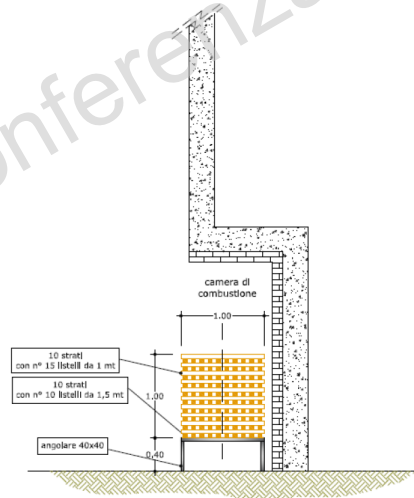 onferenza
camera di
combustione
1.00
10 strati
con n° 15 listelli da 1 mt
10 strati
con n° 10 listelli da 1,5 mt
1.00
angolare 40x40
0.40